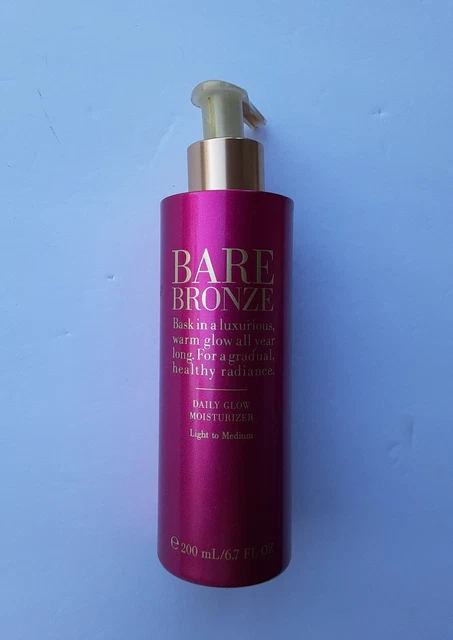 BARE
BRONZE
Bask in a luxurious,
warm glow all year
long. For a gradual,
healthy radiance.
DAILY GLOW
MOISTURIZER
Light to Medium
℮ 200 mL/6.7 FL OZ